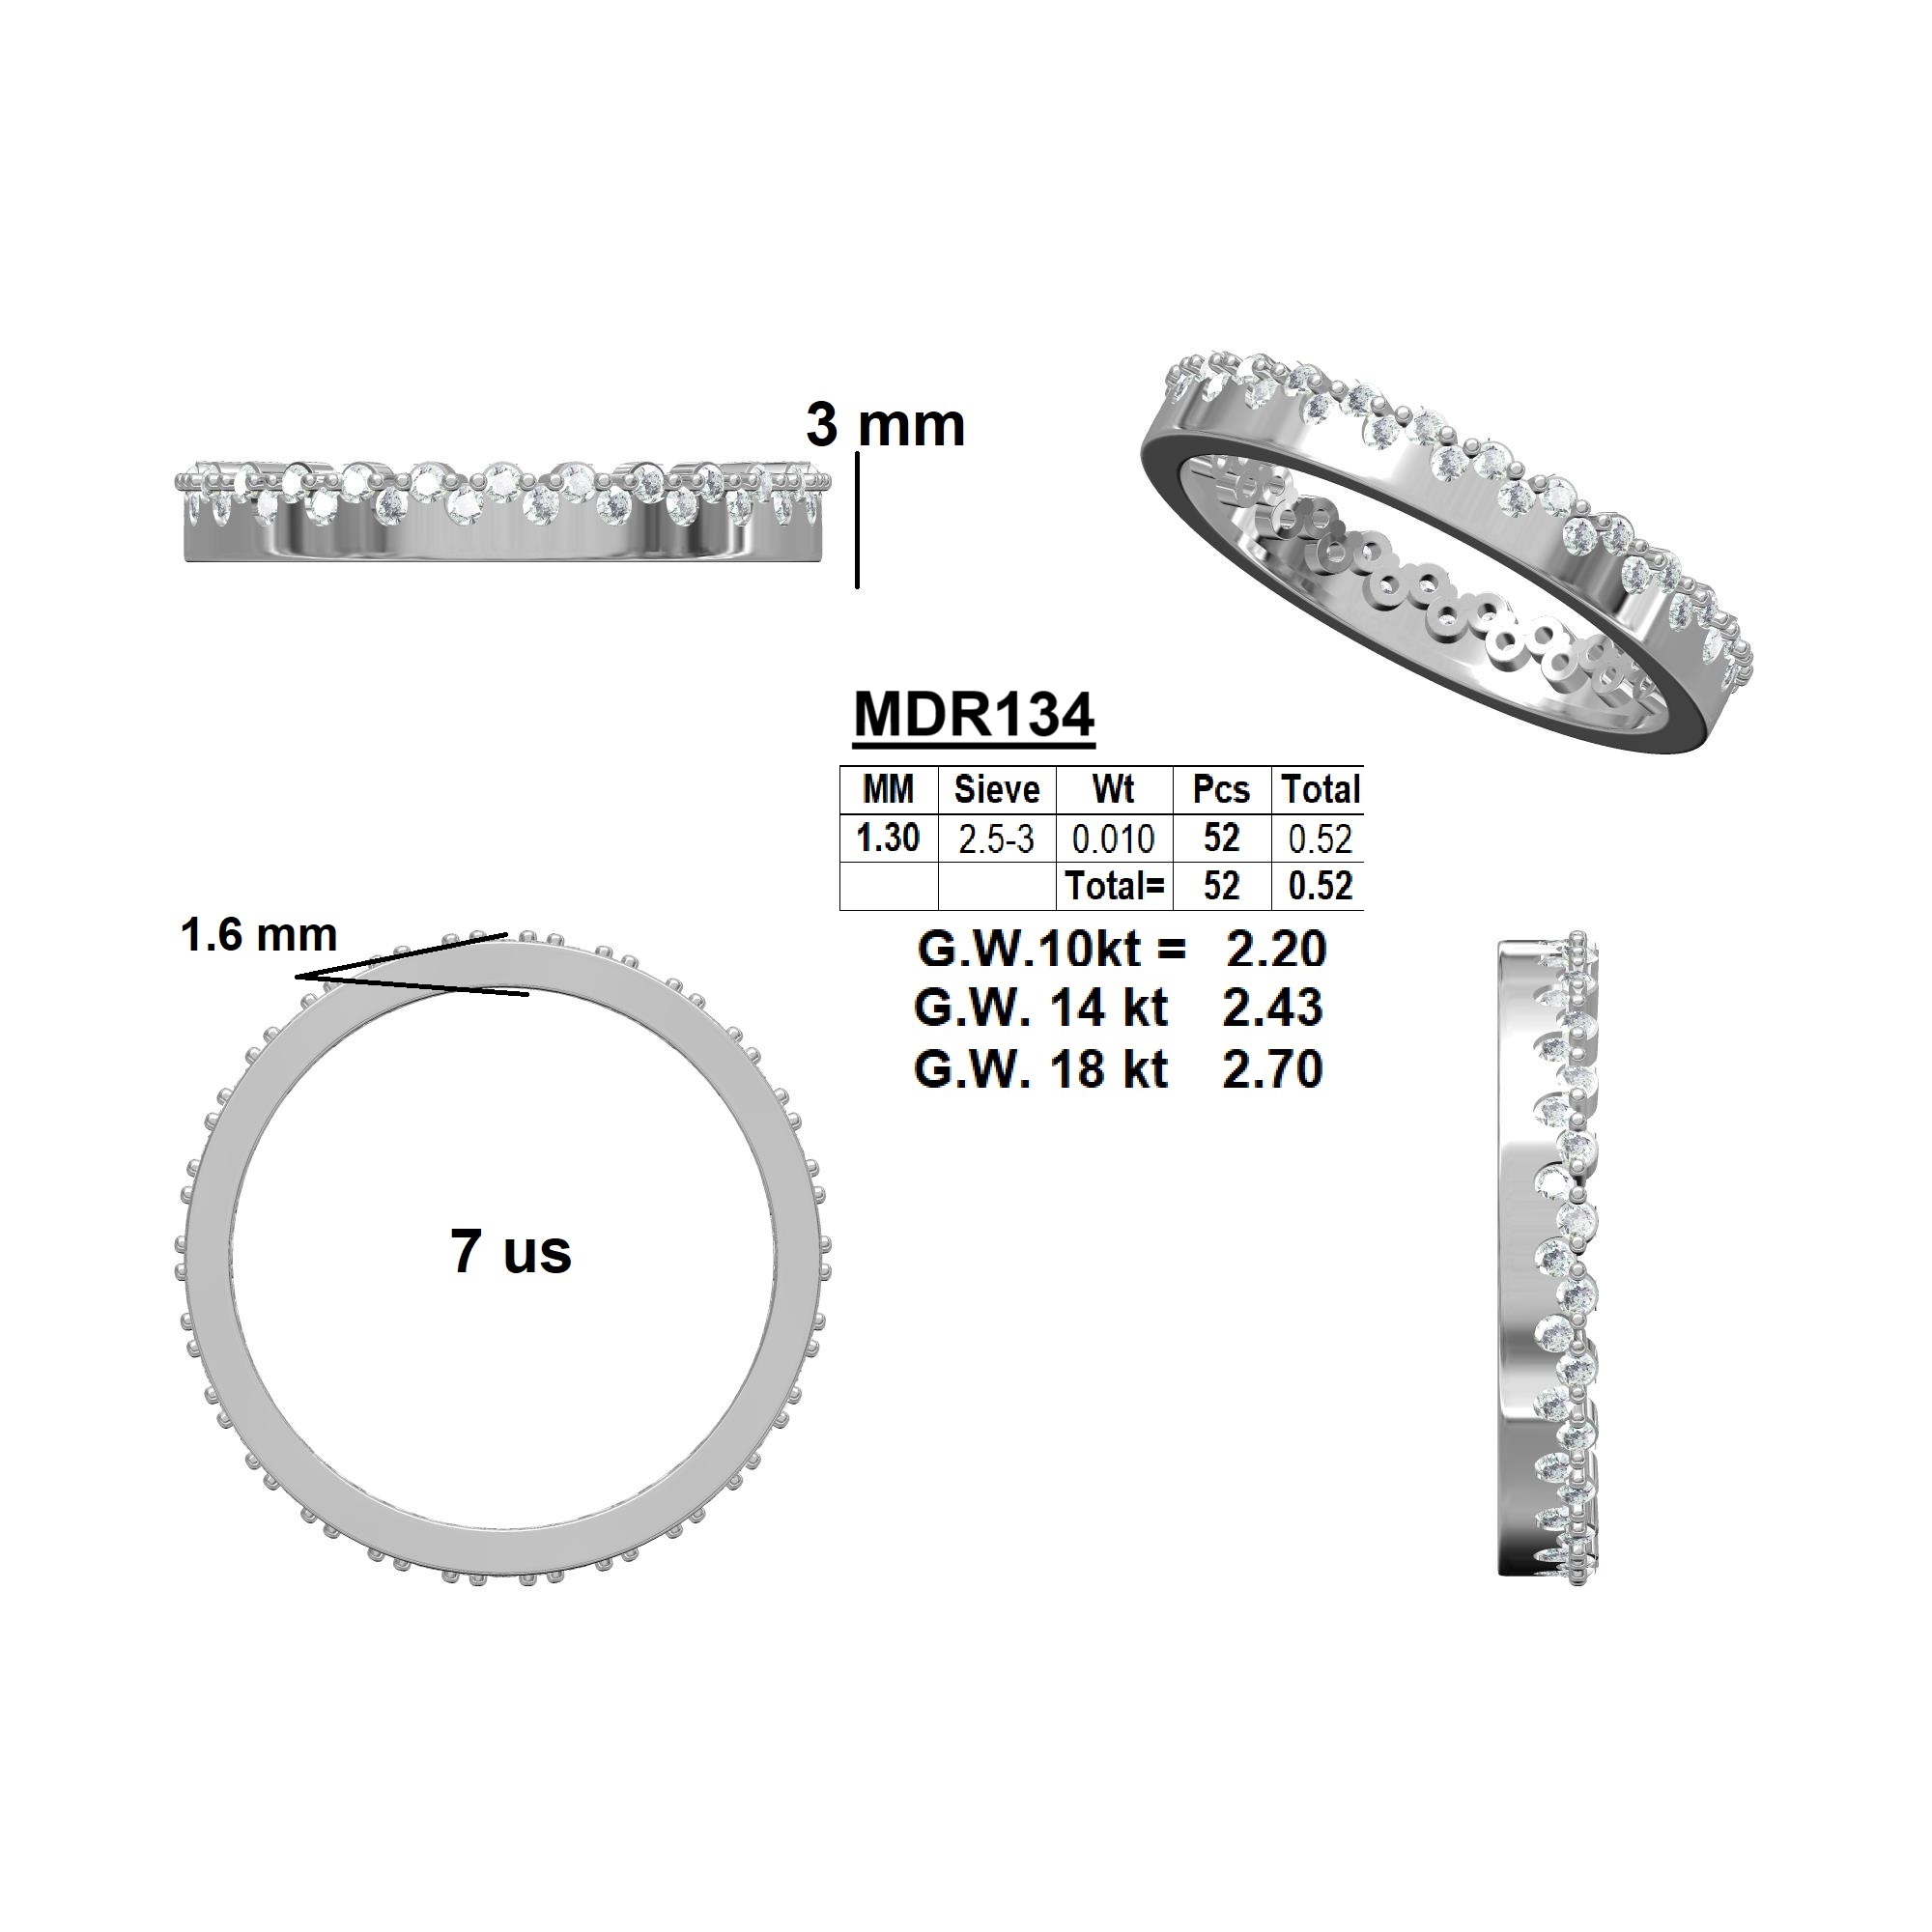 3 mm
MDR134
MM Sieve Wt Pcs Total
1.30 2.5-3 0.010 52 0.52
Total= 52 0.52
1.6 mm
G.W.10kt = 2.20
G.W. 14 kt 2.43
G.W. 18 kt 2.70
7 us